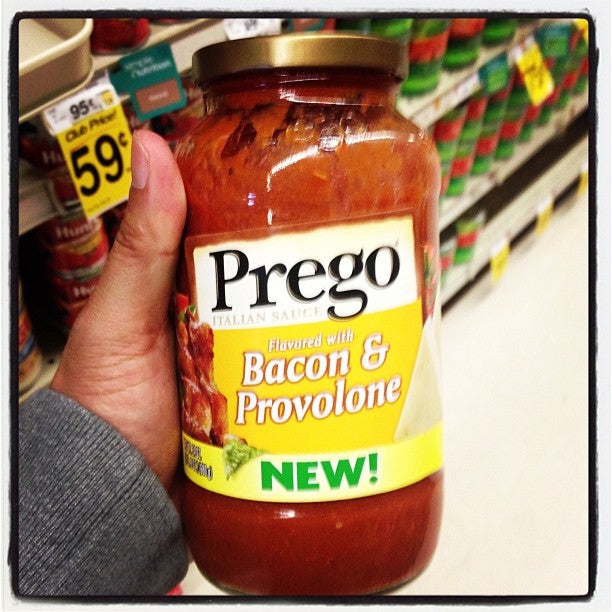 95¢
Club Price!
59¢
Prego
ITALIAN SAUCE
Flavored with
Bacon &
Provolone
NEW!